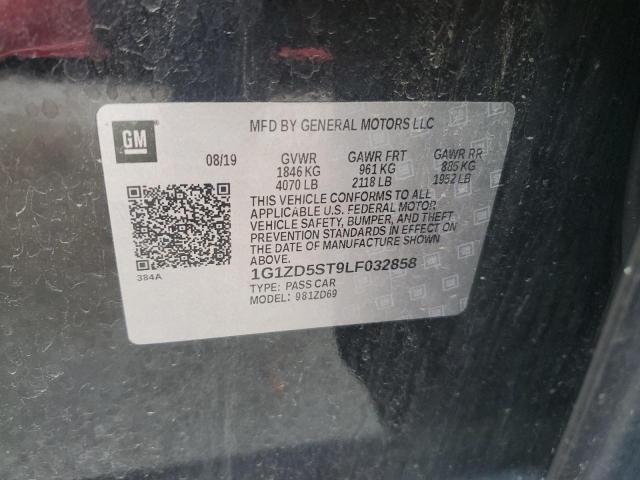 GM
MFD BY GENERAL MOTORS LLC
08/19 GVWR GAWR FRT GAWR RR
1846 KG 961 KG 885 KG
4070 LB 2118 LB 1952 LB
THIS VEHICLE CONFORMS TO ALL
APPLICABLE U.S. FEDERAL MOTOR
VEHICLE SAFETY, BUMPER, AND THEFT
PREVENTION STANDARDS IN EFFECT ON
THE DATE OF MANUFACTURE SHOWN
ABOVE.
384A
1G1ZD5ST9LF032858
TYPE: PASS CAR
MODEL: 981ZD69